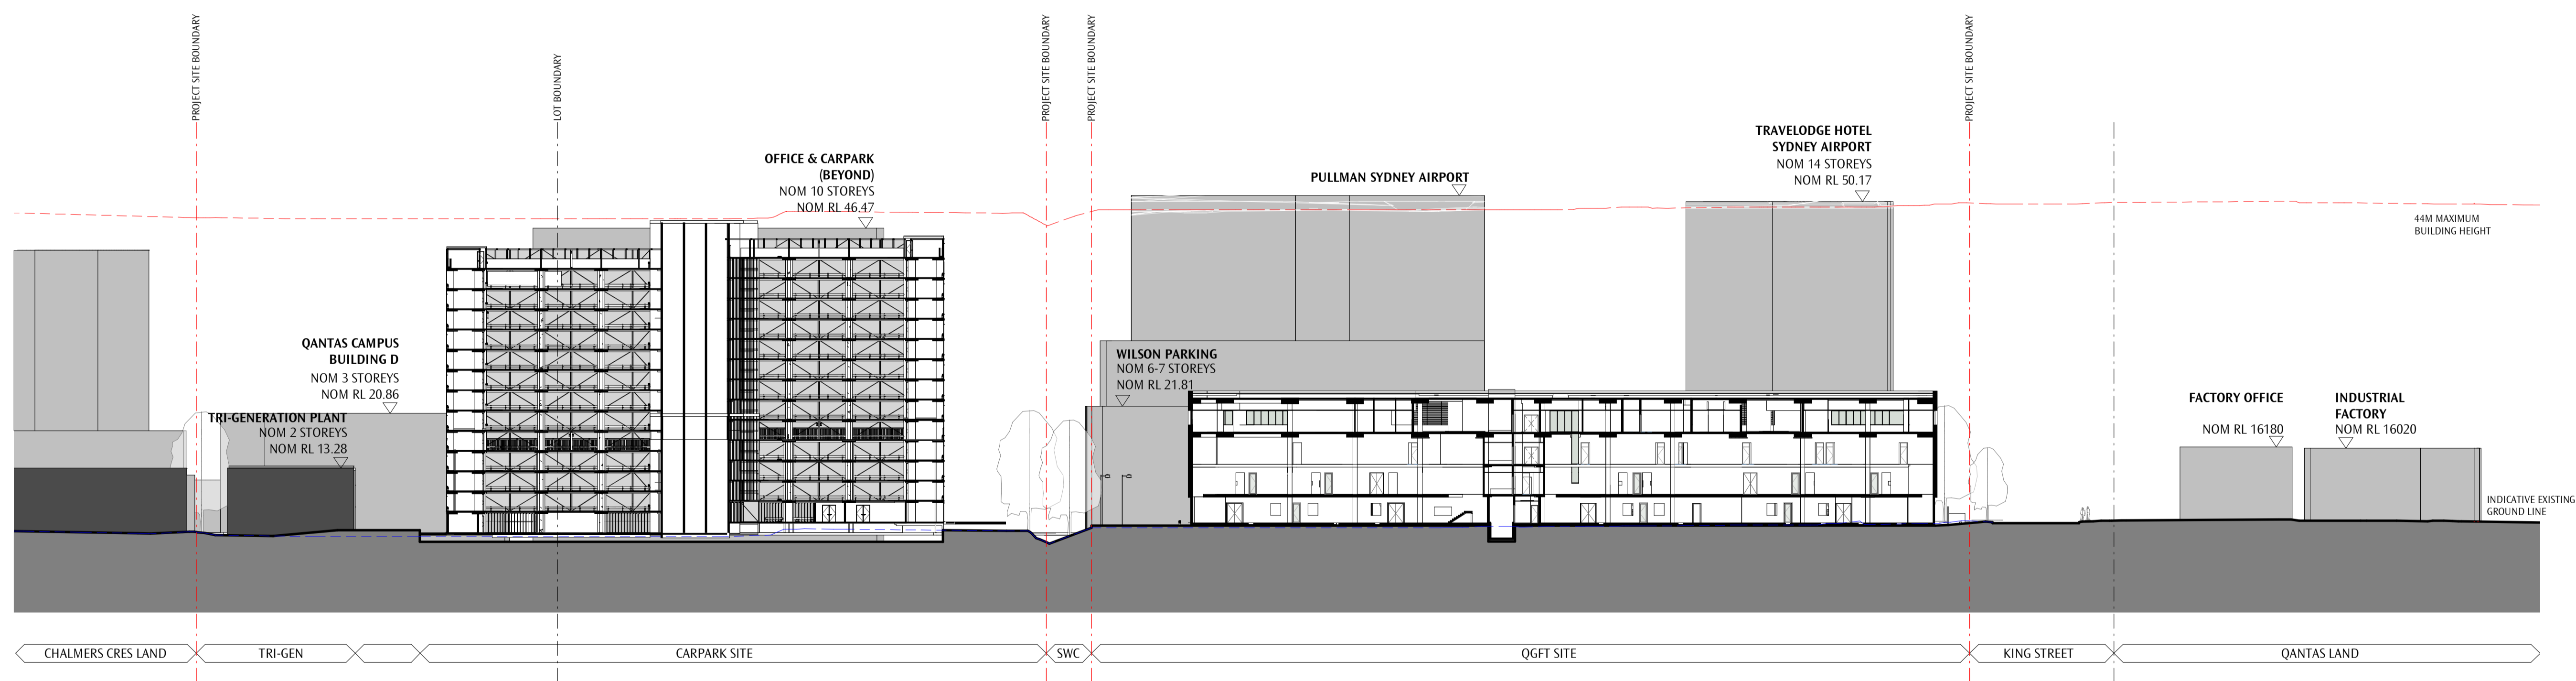 PROJECT SITE BOUNDARY
LOT BOUNDARY
PROJECT SITE BOUNDARY
PROJECT SITE BOUNDARY
PROJECT SITE BOUNDARY
OFFICE & CARPARK
(BEYOND)
NOM 10 STOREYS
NOM RL 46.47
PULLMAN SYDNEY AIRPORT
TRAVELODGE HOTEL
SYDNEY AIRPORT
NOM 14 STOREYS
NOM RL 50.17
44M MAXIMUM
BUILDING HEIGHT
QANTAS CAMPUS
BUILDING D
NOM 3 STOREYS
NOM RL 20.86
TRI-GENERATION PLANT
NOM 2 STOREYS
NOM RL 13.28
WILSON PARKING
NOM 6-7 STOREYS
NOM RL 21.81
FACTORY OFFICE
NOM RL 16180
INDUSTRIAL
FACTORY
NOM RL 16020
INDICATIVE EXISTING
GROUND LINE
CHALMERS CRES LAND
TRI-GEN
CARPARK SITE
SWC
QGFT SITE
KING STREET
QANTAS LAND